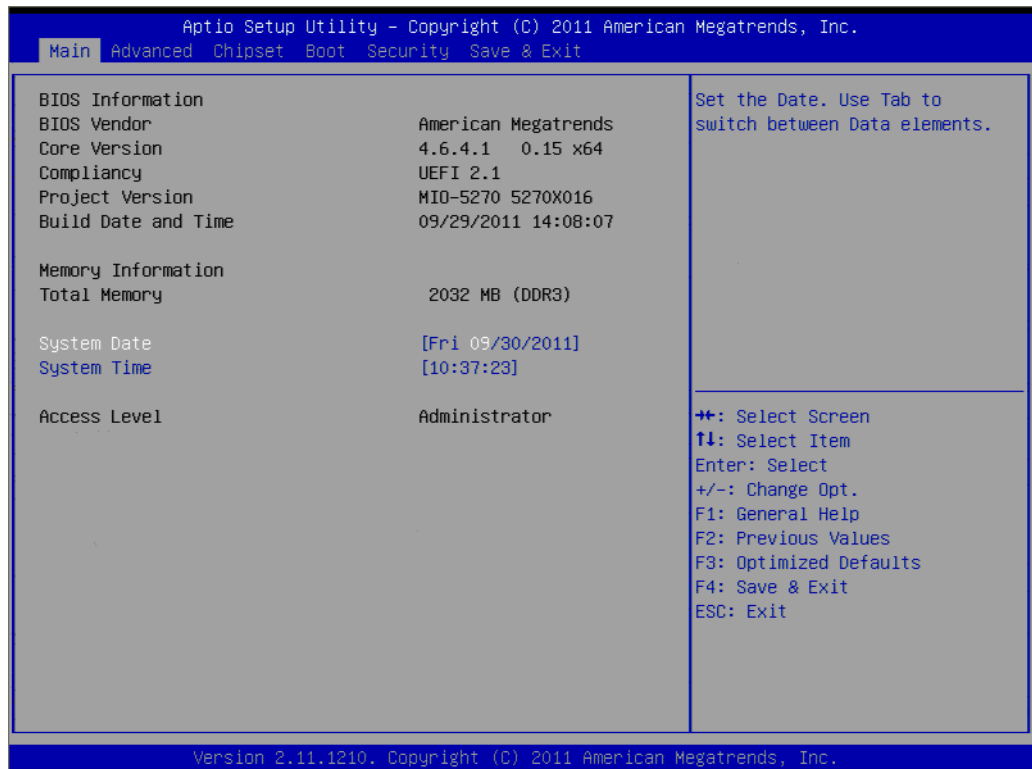 Aptio Setup Utility – Copyright (C) 2011 American Megatrends, Inc.
Main Advanced Chipset Boot Security Save & Exit
BIOS Information
BIOS Vendor American Megatrends
Core Version 4.6.4.1 0.15 x64
Compliancy UEFI 2.1
Project Version MIO-5270 5270X016
Build Date and Time 09/29/2011 14:08:07
Memory Information
Total Memory 2032 MB (DDR3)
System Date [Fri 09/30/2011]
System Time [10:37:23]
Access Level Administrator
Set the Date. Use Tab to
switch between Data elements.
→←: Select Screen
↑↓: Select Item
Enter: Select
+/-: Change Opt.
F1: General Help
F2: Previous Values
F3: Optimized Defaults
F4: Save & Exit
ESC: Exit
Version 2.11.1210. Copyright (C) 2011 American Megatrends, Inc.